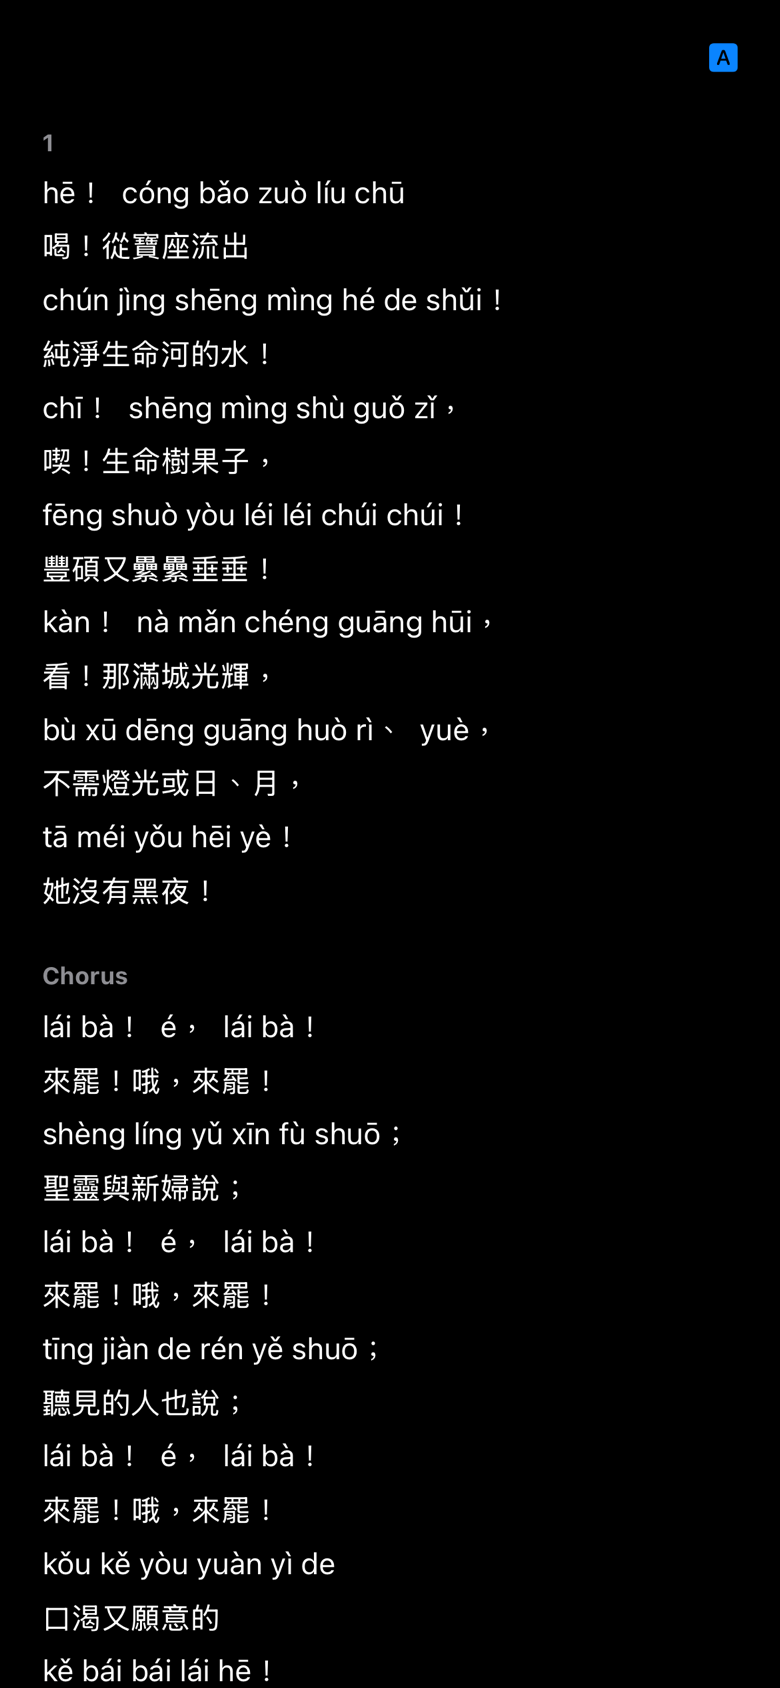 A
1
hē！ cóng bǎo zuò líu chū
喝！從寶座流出
chún jìng shēng mìng hé de shǔi！
純淨生命河的水！
chī！ shēng mìng shù guǒ zǐ，
喫！生命樹果子，
fēng shuò yòu léi léi chúi chúi！
豐碩又纍纍垂垂！
kàn！ nà mǎn chéng guāng hūi，
看！那滿城光輝，
bù xū dēng guāng huò rì、 yuè，
不需燈光或日、月，
tā méi yǒu hēi yè！
她沒有黑夜！
Chorus
lái bà！ é， lái bà！
來罷！哦，來罷！
shèng líng yǔ xīn fù shuō；
聖靈與新婦說；
lái bà！ é， lái bà！
來罷！哦，來罷！
tīng jiàn de rén yě shuō；
聽見的人也說；
lái bà！ é， lái bà！
來罷！哦，來罷！
kǒu kě yòu yuàn yì de
口渴又願意的
kě bái bái lái hē！